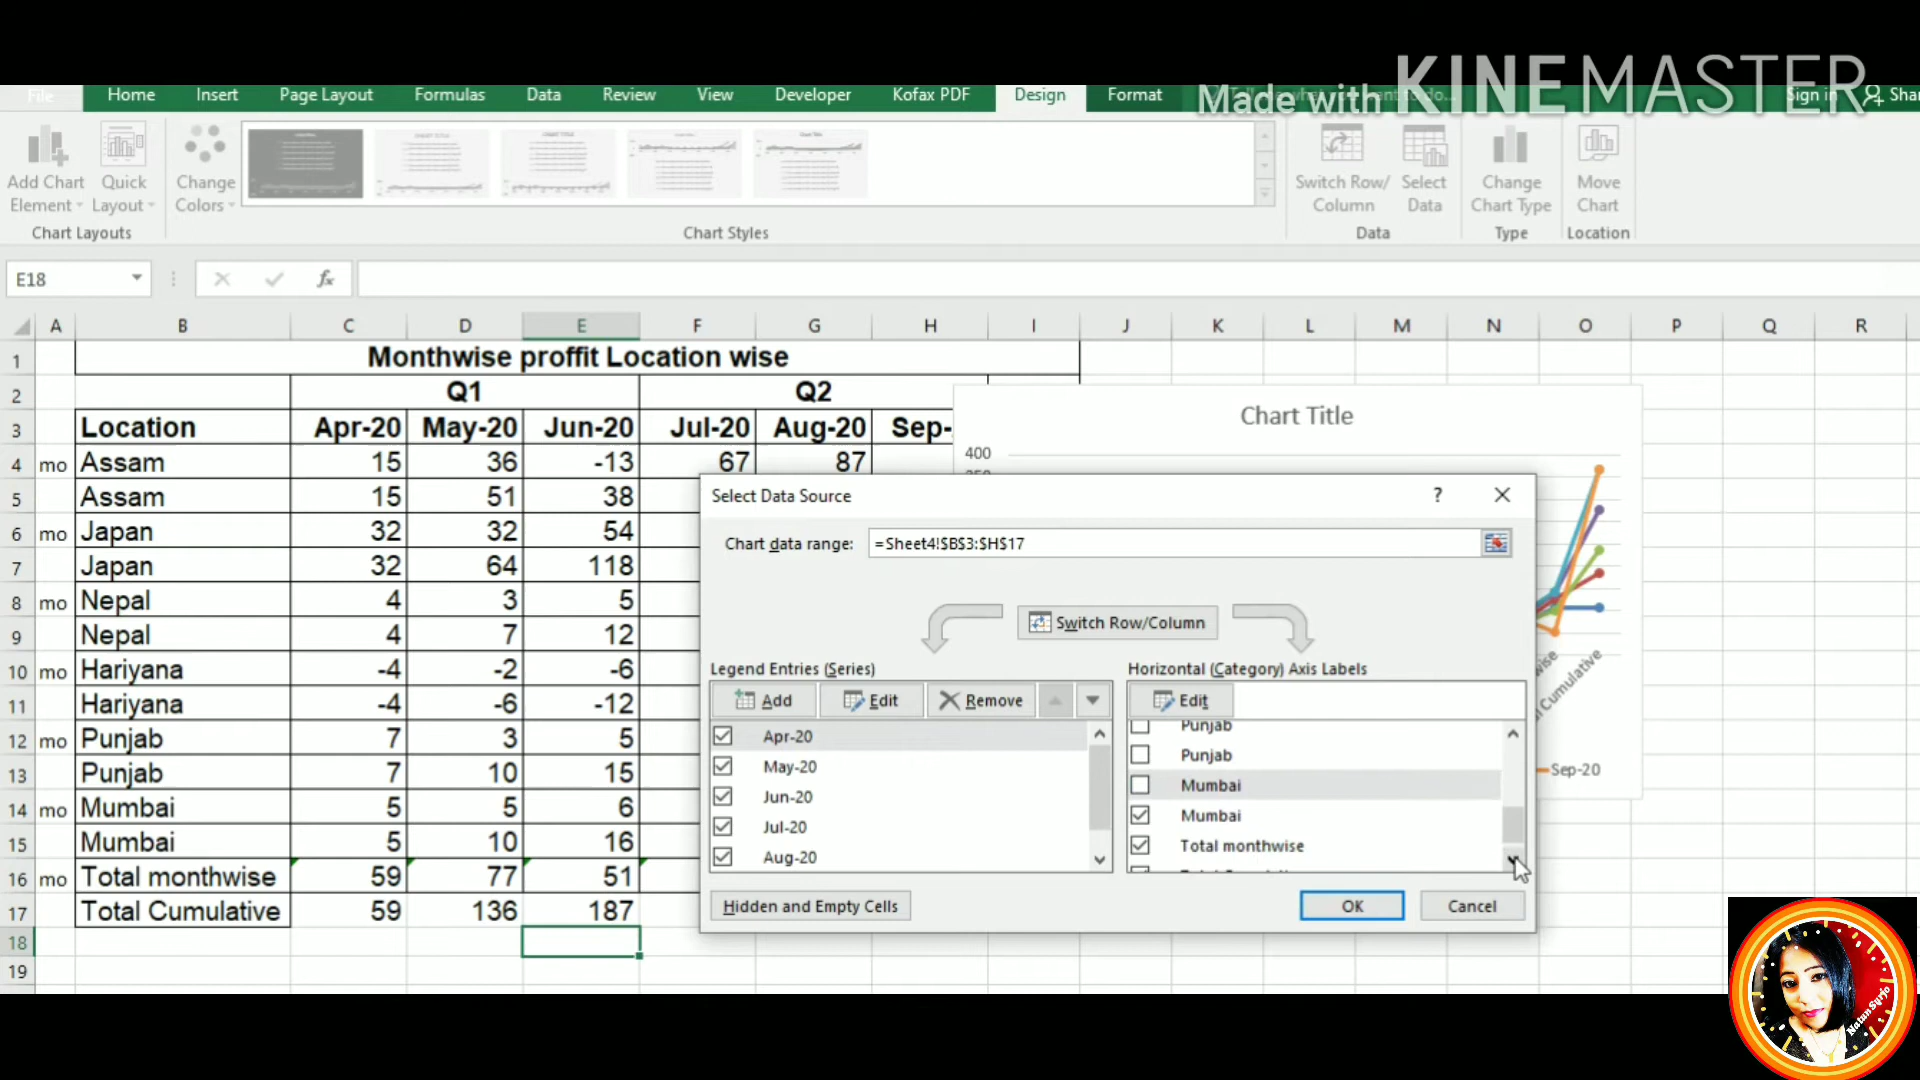 Made with KINEMASTER
File Home Insert Page Layout Formulas Data Review View Developer Kofax PDF Design Format Sign in Shar
Add Chart Element Quick Layout Change Colors Switch Row/ Column Select Data Change Chart Type Move Chart
Chart Layouts Chart Styles Data Type Location
E18 fx
A B C D E F G H I J K L M N O P Q R
1 Monthwise proffit Location wise
2 Q1 Q2
3 Location Apr-20 May-20 Jun-20 Jul-20 Aug-20 Sep-
4 mo Assam 15 36 -13 67 87
5 Assam 15 51 38
6 mo Japan 32 32 54
7 Japan 32 64 118
8 mo Nepal 4 3 5
9 Nepal 4 7 12
10 mo Hariyana -4 -2 -6
11 Hariyana -4 -6 -12
12 mo Punjab 7 3 5
13 Punjab 7 10 15
14 mo Mumbai 5 5 6
15 Mumbai 5 10 16
16 mo Total monthwise 59 77 51
17 Total Cumulative 59 136 187
18
19
Chart Title
400
Cumulative
Sep-20
Select Data Source ?
Chart data range: =Sheet4!$B$3:$H$17
Switch Row/Column
Legend Entries (Series)
Add Edit Remove
Apr-20
May-20
Jun-20
Jul-20
Aug-20
Horizontal (Category) Axis Labels
Edit
Punjab
Punjab
Mumbai
Mumbai
Total monthwise
Hidden and Empty Cells OK Cancel
NatunSurjo